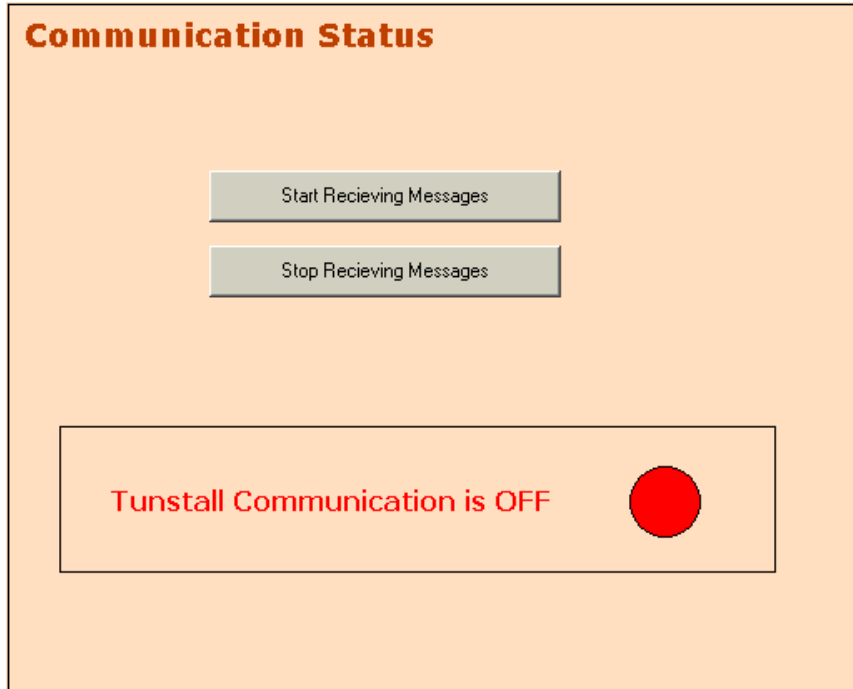 Communication Status
Start Recieving Messages
Stop Recieving Messages
Tunstall Communication is OFF